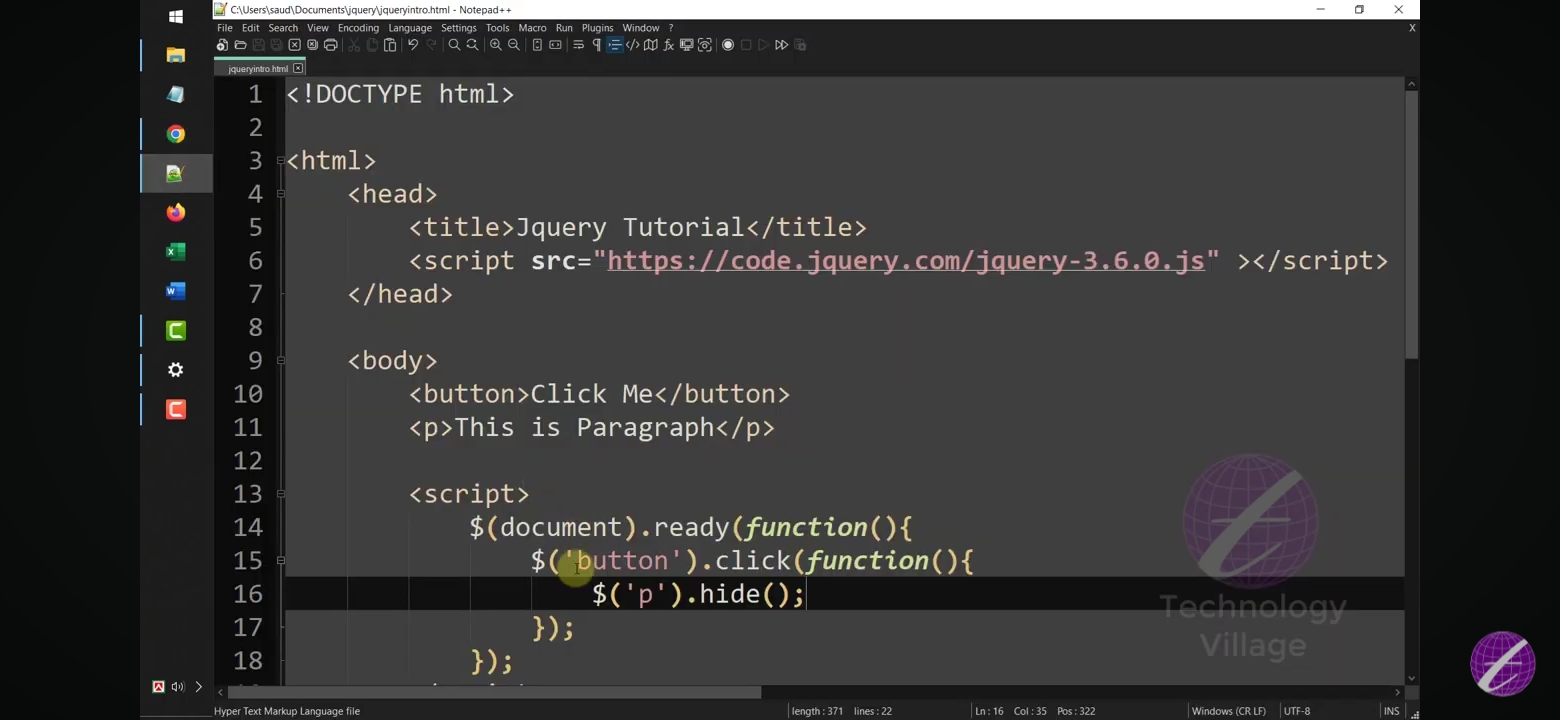 C:\Users\saud\Documents\jquery\jqueryintro.html - Notepad++
File Edit Search View Encoding Language Settings Tools Macro Run Plugins Window ? X
jqueryintro.html
1 <!DOCTYPE html>
2
3 <html>
4 <head>
5 <title>Jquery Tutorial</title>
6 <script src="https://code.jquery.com/jquery-3.6.0.js" ></script>
7 </head>
8
9 <body>
10 <button>Click Me</button>
11 <p>This is Paragraph</p>
12
13 <script>
14 $(document).ready(function(){
15 $('button').click(function(){
16 $('p').hide();
17 });
18 });
Technology
Village
Hyper Text Markup Language file length : 371 lines : 22 Ln : 16 Col : 35 Pos : 322 Windows (CR LF) UTF-8 INS